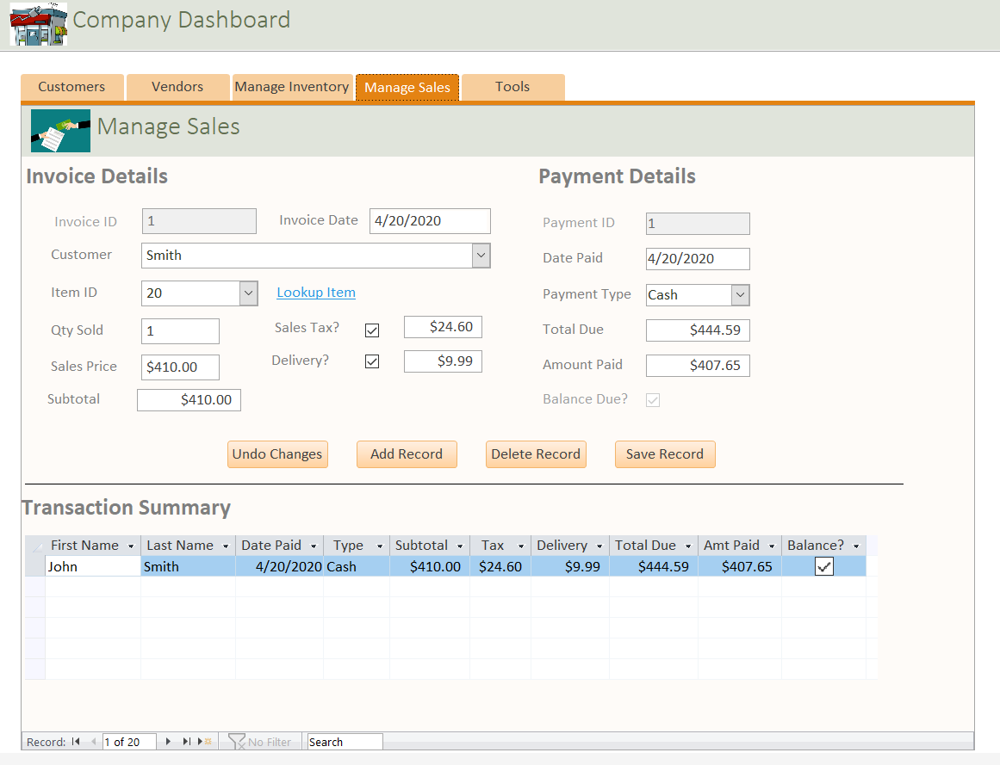 Company Dashboard
Customers Vendors Manage Inventory Manage Sales Tools
Manage Sales
Invoice Details
Invoice ID 1 Invoice Date 4/20/2020
Customer Smith
Item ID 20 Lookup Item
Qty Sold 1 Sales Tax? $24.60
Sales Price $410.00 Delivery? $9.99
Subtotal $410.00
Payment Details
Payment ID 1
Date Paid 4/20/2020
Payment Type Cash
Total Due $444.59
Amount Paid $407.65
Balance Due?
Undo Changes Add Record Delete Record Save Record
Transaction Summary
First Name Last Name Date Paid Type Subtotal Tax Delivery Total Due Amt Paid Balance?
John Smith 4/20/2020 Cash $410.00 $24.60 $9.99 $444.59 $407.65
Record: 1 of 20 No Filter Search